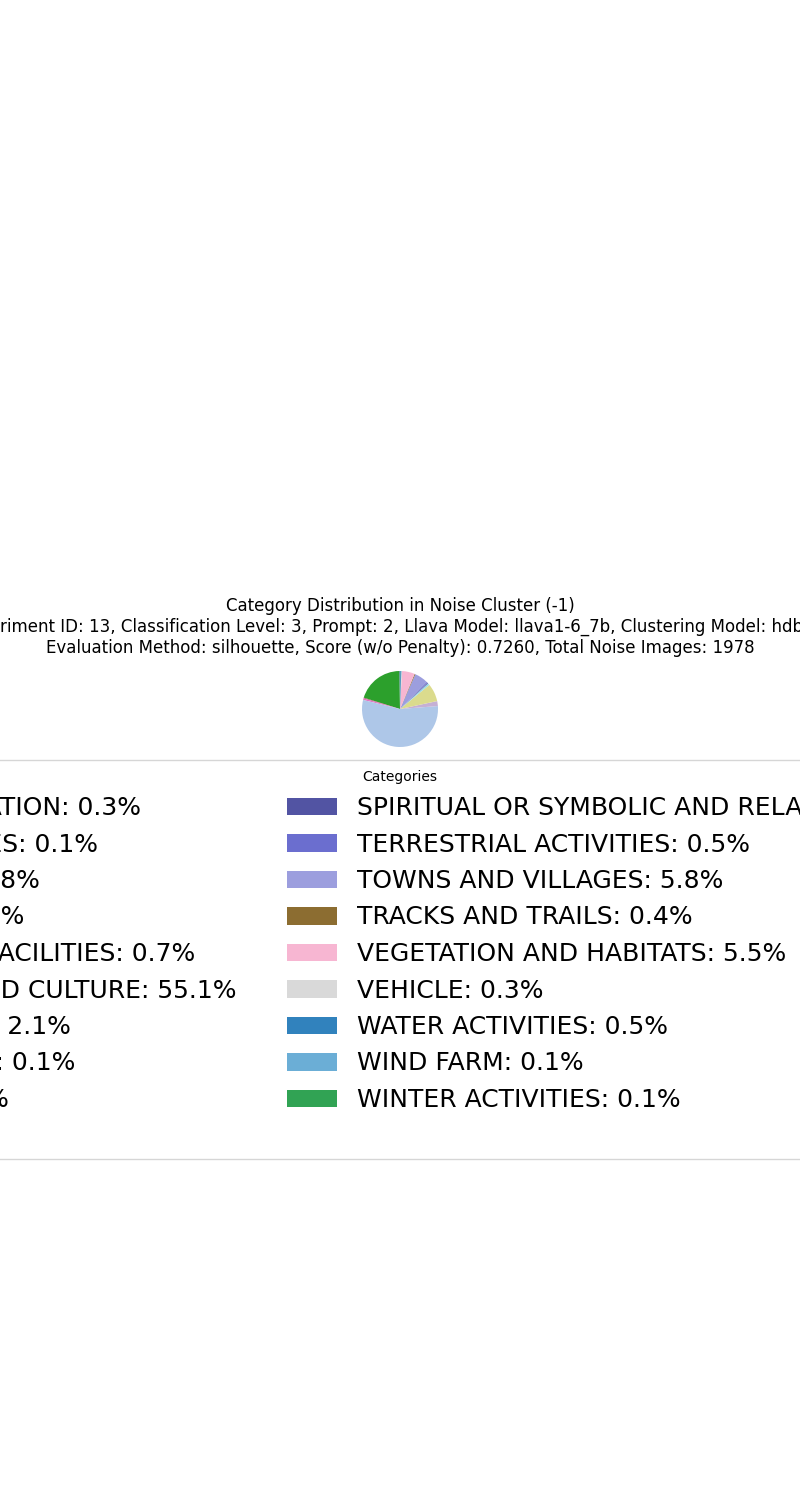 Category Distribution in Noise Cluster (-1)
riment ID: 13, Classification Level: 3, Prompt: 2, Llava Model: llava1-6_7b, Clustering Model: hdb
Evaluation Method: silhouette, Score (w/o Penalty): 0.7260, Total Noise Images: 1978
Categories
ATION: 0.3% SPIRITUAL OR SYMBOLIC AND RELA
ES: 0.1% TERRESTRIAL ACTIVITIES: 0.5%
8% TOWNS AND VILLAGES: 5.8%
% TRACKS AND TRAILS: 0.4%
ACILITIES: 0.7% VEGETATION AND HABITATS: 5.5%
D CULTURE: 55.1% VEHICLE: 0.3%
2.1% WATER ACTIVITIES: 0.5%
: 0.1% WIND FARM: 0.1%
% WINTER ACTIVITIES: 0.1%